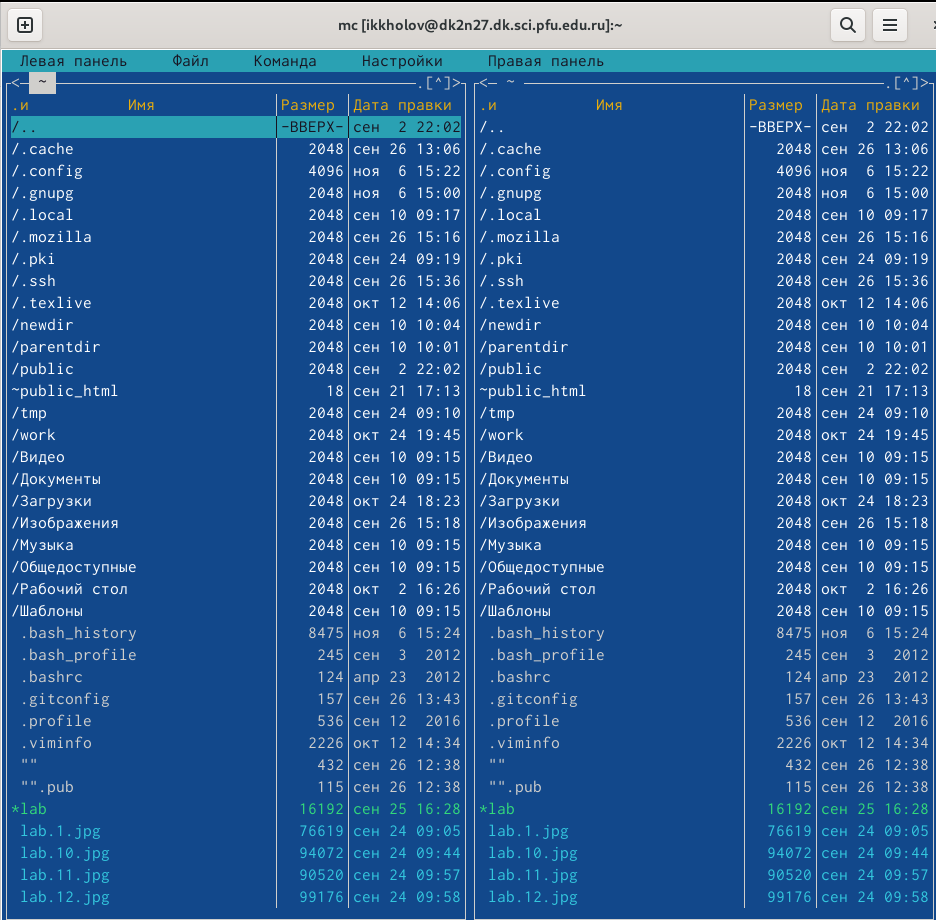 mc [ikkholov@dk2n27.dk.sci.pfu.edu.ru]:~
Левая панель Файл Команда Настройки Правая панель
<─ ~ .[^]> <─ ~ .[^]>
.и Имя Размер Дата правки .и Имя Размер Дата правки
/.. -ВВЕРХ- сен 2 22:02 /.. -ВВЕРХ- сен 2 22:02
/.cache 2048 сен 26 13:06 /.cache 2048 сен 26 13:06
/.config 4096 ноя 6 15:22 /.config 4096 ноя 6 15:22
/.gnupg 2048 ноя 6 15:00 /.gnupg 2048 ноя 6 15:00
/.local 2048 сен 10 09:17 /.local 2048 сен 10 09:17
/.mozilla 2048 сен 26 15:16 /.mozilla 2048 сен 26 15:16
/.pki 2048 сен 24 09:19 /.pki 2048 сен 24 09:19
/.ssh 2048 сен 26 15:36 /.ssh 2048 сен 26 15:36
/.texlive 2048 окт 12 14:06 /.texlive 2048 окт 12 14:06
/newdir 2048 сен 10 10:04 /newdir 2048 сен 10 10:04
/parentdir 2048 сен 10 10:01 /parentdir 2048 сен 10 10:01
/public 2048 сен 2 22:02 /public 2048 сен 2 22:02
~public_html 18 сен 21 17:13 ~public_html 18 сен 21 17:13
/tmp 2048 сен 24 09:10 /tmp 2048 сен 24 09:10
/work 2048 окт 24 19:45 /work 2048 окт 24 19:45
/Видео 2048 сен 10 09:15 /Видео 2048 сен 10 09:15
/Документы 2048 сен 10 09:15 /Документы 2048 сен 10 09:15
/Загрузки 2048 окт 24 18:23 /Загрузки 2048 окт 24 18:23
/Изображения 2048 сен 26 15:18 /Изображения 2048 сен 26 15:18
/Музыка 2048 сен 10 09:15 /Музыка 2048 сен 10 09:15
/Общедоступные 2048 сен 10 09:15 /Общедоступные 2048 сен 10 09:15
/Рабочий стол 2048 окт 2 16:26 /Рабочий стол 2048 окт 2 16:26
/Шаблоны 2048 сен 10 09:15 /Шаблоны 2048 сен 10 09:15
.bash_history 8475 ноя 6 15:24 .bash_history 8475 ноя 6 15:24
.bash_profile 245 сен 3 2012 .bash_profile 245 сен 3 2012
.bashrc 124 апр 23 2012 .bashrc 124 апр 23 2012
.gitconfig 157 сен 26 13:43 .gitconfig 157 сен 26 13:43
.profile 536 сен 12 2016 .profile 536 сен 12 2016
.viminfo 2226 окт 12 14:34 .viminfo 2226 окт 12 14:34
"" 432 сен 26 12:38 "" 432 сен 26 12:38
"".pub 115 сен 26 12:38 "".pub 115 сен 26 12:38
*lab 16192 сен 25 16:28 *lab 16192 сен 25 16:28
lab.1.jpg 76619 сен 24 09:05 lab.1.jpg 76619 сен 24 09:05
lab.10.jpg 94072 сен 24 09:44 lab.10.jpg 94072 сен 24 09:44
lab.11.jpg 90520 сен 24 09:57 lab.11.jpg 90520 сен 24 09:57
lab.12.jpg 99176 сен 24 09:58 lab.12.jpg 99176 сен 24 09:58